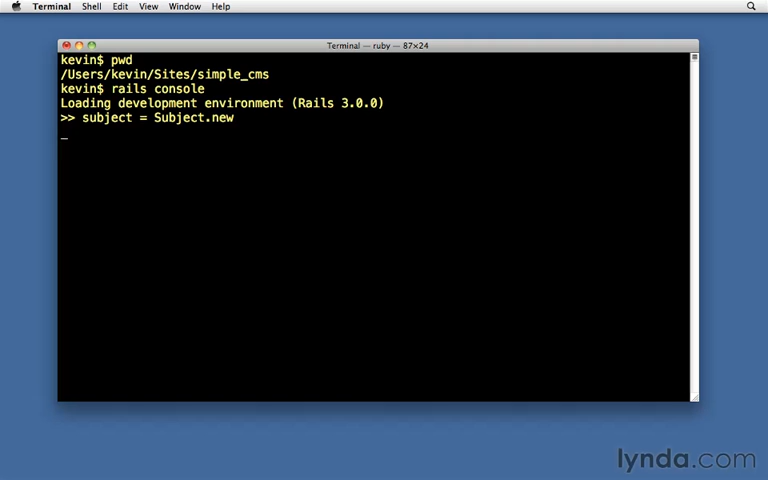 Terminal Shell Edit View Window Help
Terminal — ruby — 87×24
kevin$ pwd
/Users/kevin/Sites/simple_cms
kevin$ rails console
Loading development environment (Rails 3.0.0)
>> subject = Subject.new
_
lynda.com